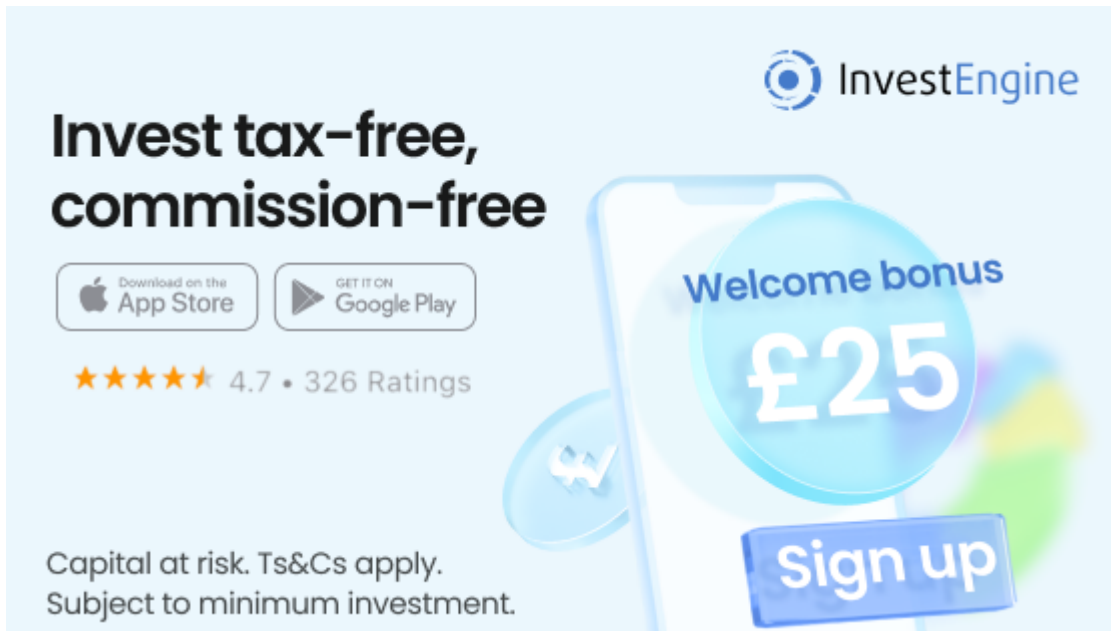 InvestEngine
Invest tax-free,
commission-free
Download on the
App Store
GET IT ON
Google Play
4.7 • 326 Ratings
Welcome bonus
£25
£
Sign up
Capital at risk. Ts&Cs apply.
Subject to minimum investment.